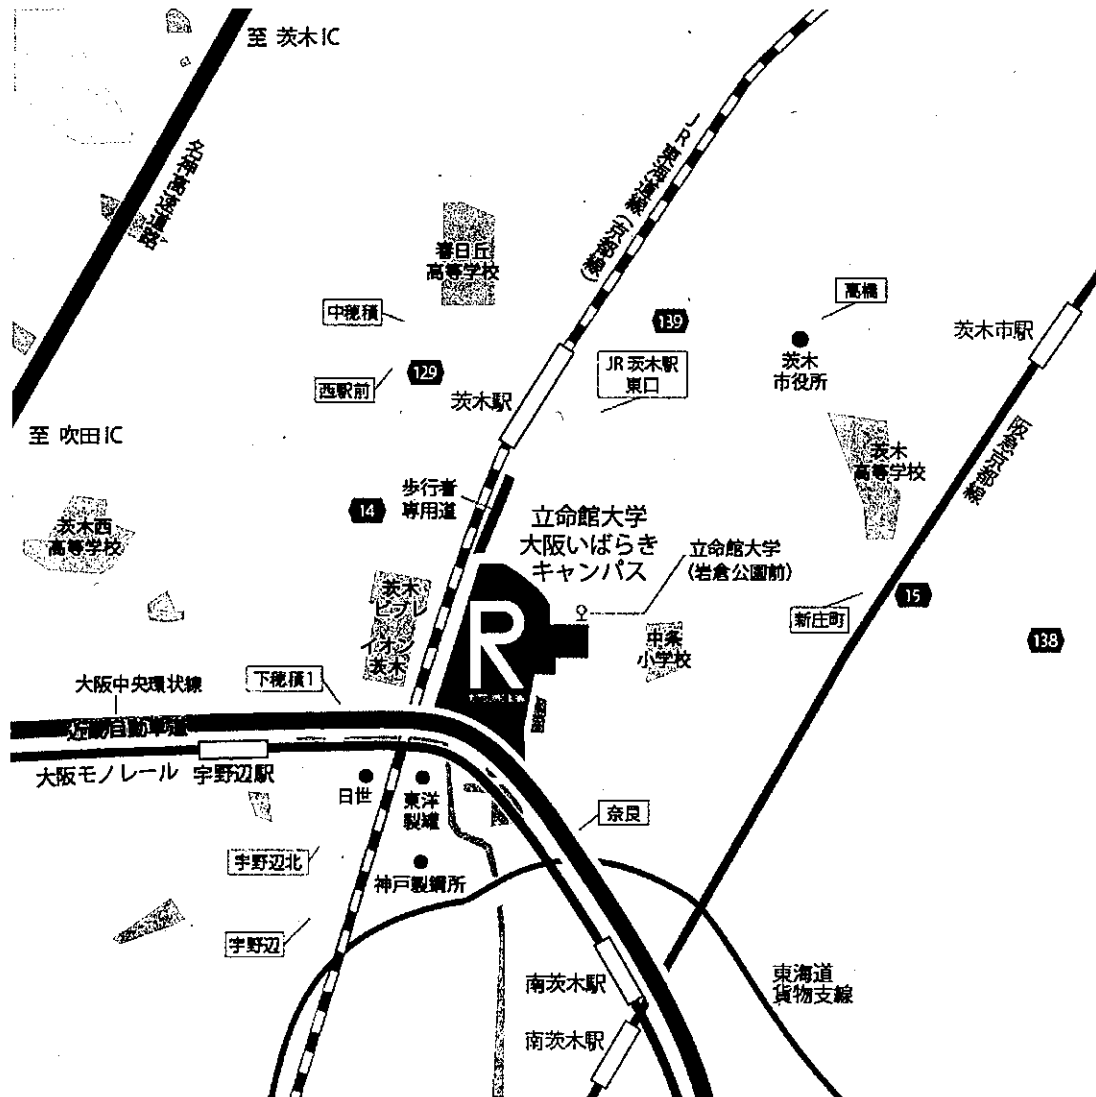 至 茨木IC
名神高速道路
JR東海道線(京都線)
春日丘
高等学校
中穂積
139
高橋
茨木市駅
129
JR 茨木駅
東口
茨木
市役所
西駅前
茨木駅
至 吹田IC
阪急京都線
茨木
高等学校
歩行者
専用道
14
立命館大学
大阪いばらき
キャンパス
茨木西
高等学校
立命館大学
(岩倉公園前)
茨木
ビブレ
イオン
茨木
R
15
新庄町
中条
小学校
138
下穂積1
大阪中央環状線
近畿自動車道
大阪モノレール
宇野辺駅
日世
東洋
製罐
奈良
宇野辺北
神戸製鋼所
宇野辺
南茨木駅
東海道
貨物支線
南茨木駅